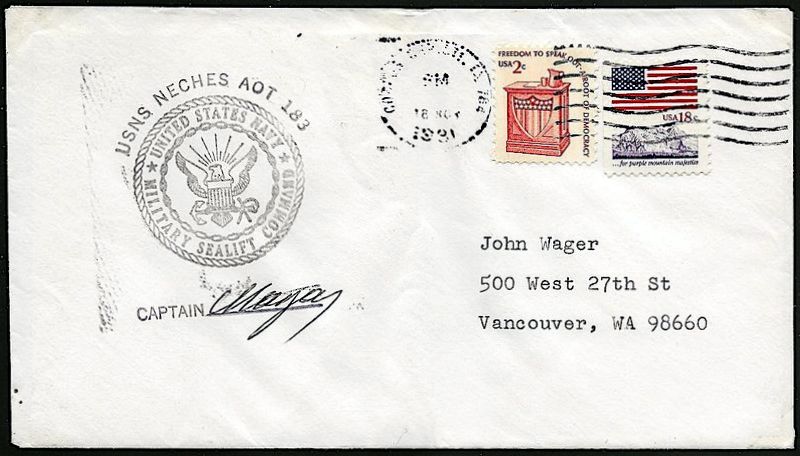 USNS NECHES AOT 183
UNITED STATES NAVY
MILITARY SEALIFT COMMAND
CAPTAIN
PM
18 NOV
1981
FREEDOM TO SPEAK OUT-A ROOT OF DEMOCRACY
USA 2c
USA 18c
...for purple mountain majesties
John Wager
500 West 27th St
Vancouver, WA 98660